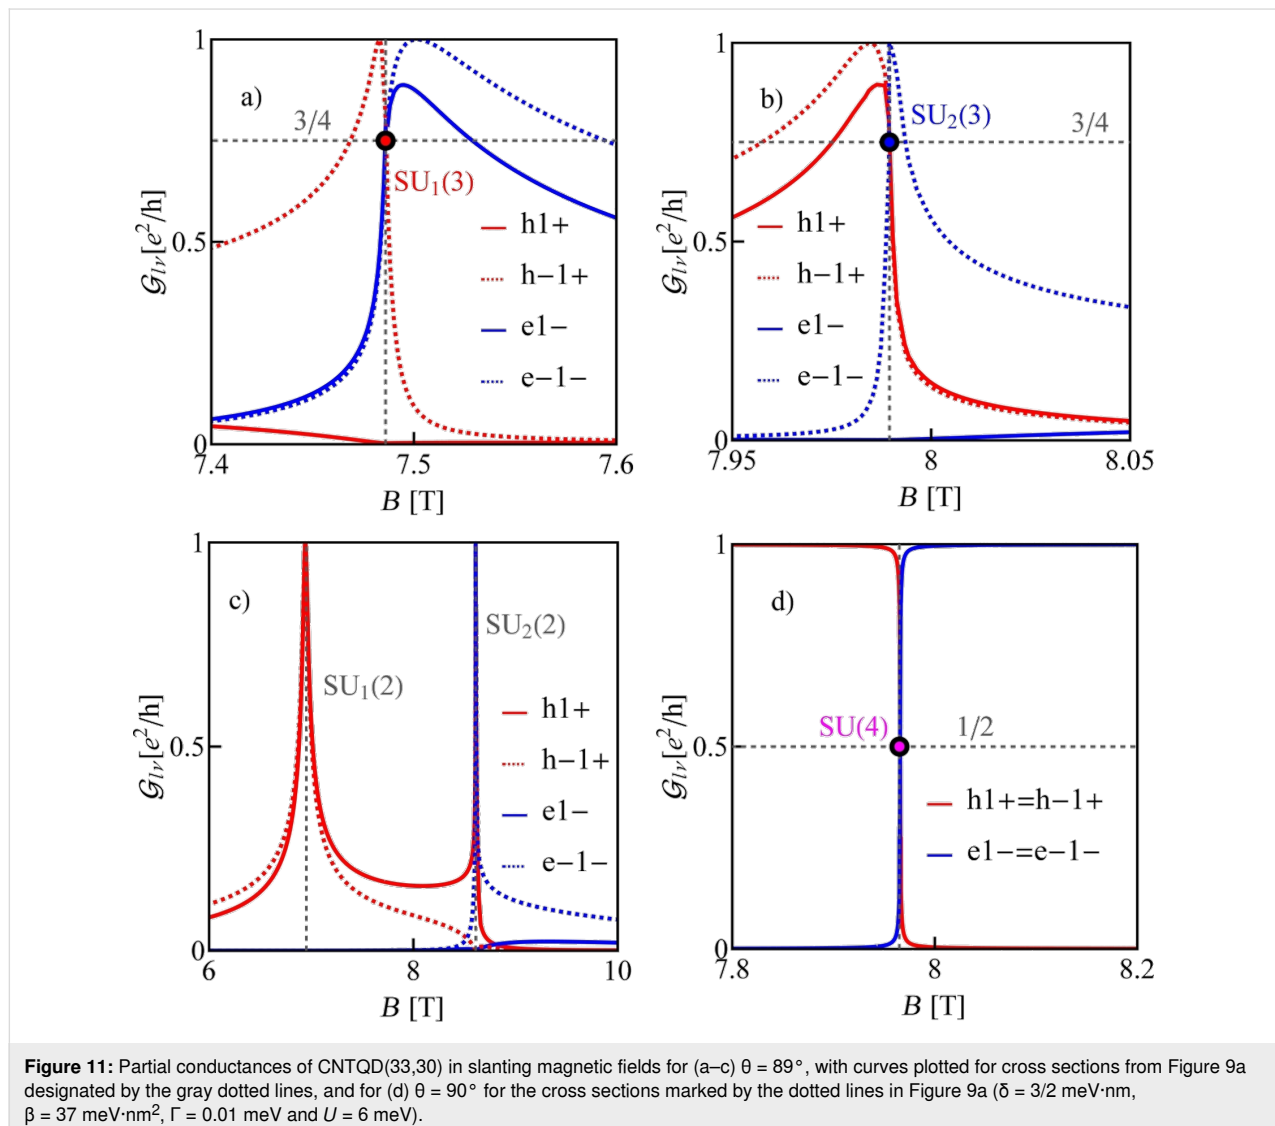 1
a)
3/4
SU₁(3)
h1+
h−1+
e1−
e−1−
0.5
0
7.4
7.5
7.6
B [T]
𝒢lν[e²/h]
1
b)
SU₂(3)
3/4
h1+
h−1+
e1−
e−1−
0.5
0
7.95
8
8.05
B [T]
𝒢lν[e²/h]
1
c)
SU₂(2)
SU₁(2)
h1+
h−1+
e1−
e−1−
0.5
0
6
8
10
B [T]
𝒢lν[e²/h]
1
d)
SU(4)
1/2
h1+=h−1+
e1−=e−1−
0.5
0
7.8
8
8.2
B [T]
𝒢lν[e²/h]
Figure 11: Partial conductances of CNTQD(33,30) in slanting magnetic fields for (a–c) θ = 89°, with curves plotted for cross sections from Figure 9a
designated by the gray dotted lines, and for (d) θ = 90° for the cross sections marked by the dotted lines in Figure 9a (δ = 3/2 meV·nm,
β = 37 meV·nm², Γ = 0.01 meV and U = 6 meV).